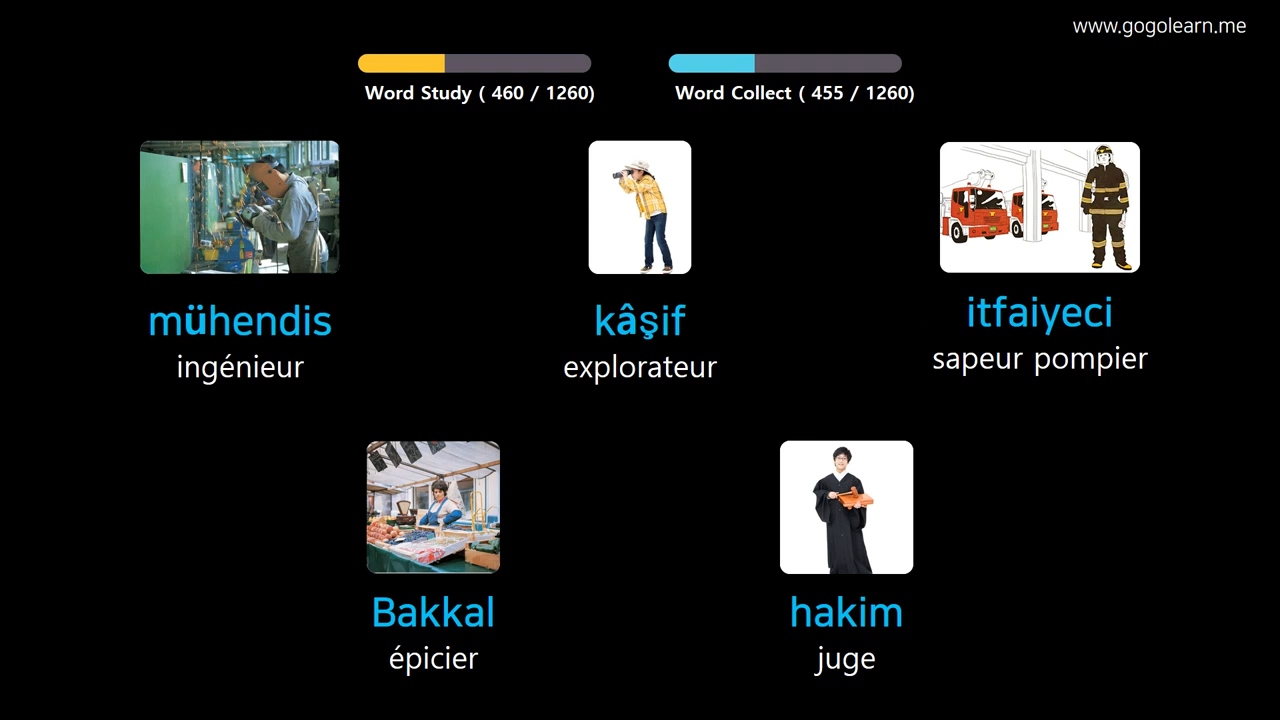 www.gogolearn.me
Word Study ( 460 / 1260)
Word Collect ( 455 / 1260)
mühendis
ingénieur
kâşif
explorateur
itfaiyeci
sapeur pompier
Bakkal
épicier
hakim
juge